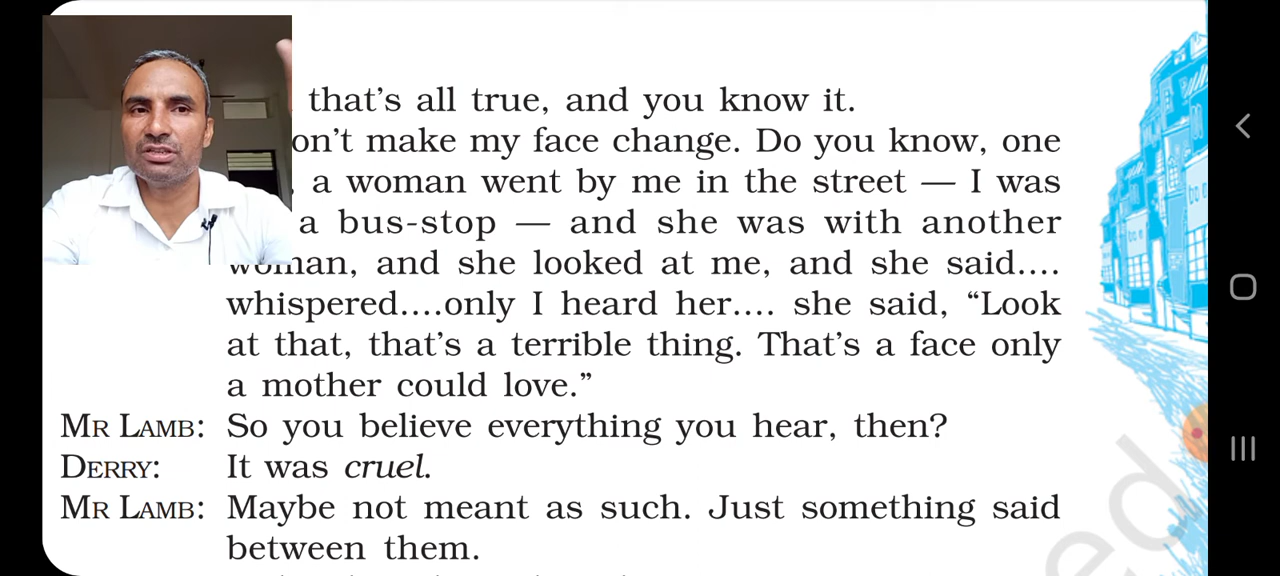 that's all true, and you know it.
on't make my face change. Do you know, one
a woman went by me in the street — I was
a bus-stop — and she was with another
woman, and she looked at me, and she said....
whispered....only I heard her.... she said, “Look
at that, that's a terrible thing. That's a face only
a mother could love.”
MR LAMB: So you believe everything you hear, then?
DERRY: It was cruel.
MR LAMB: Maybe not meant as such. Just something said
between them.
ed